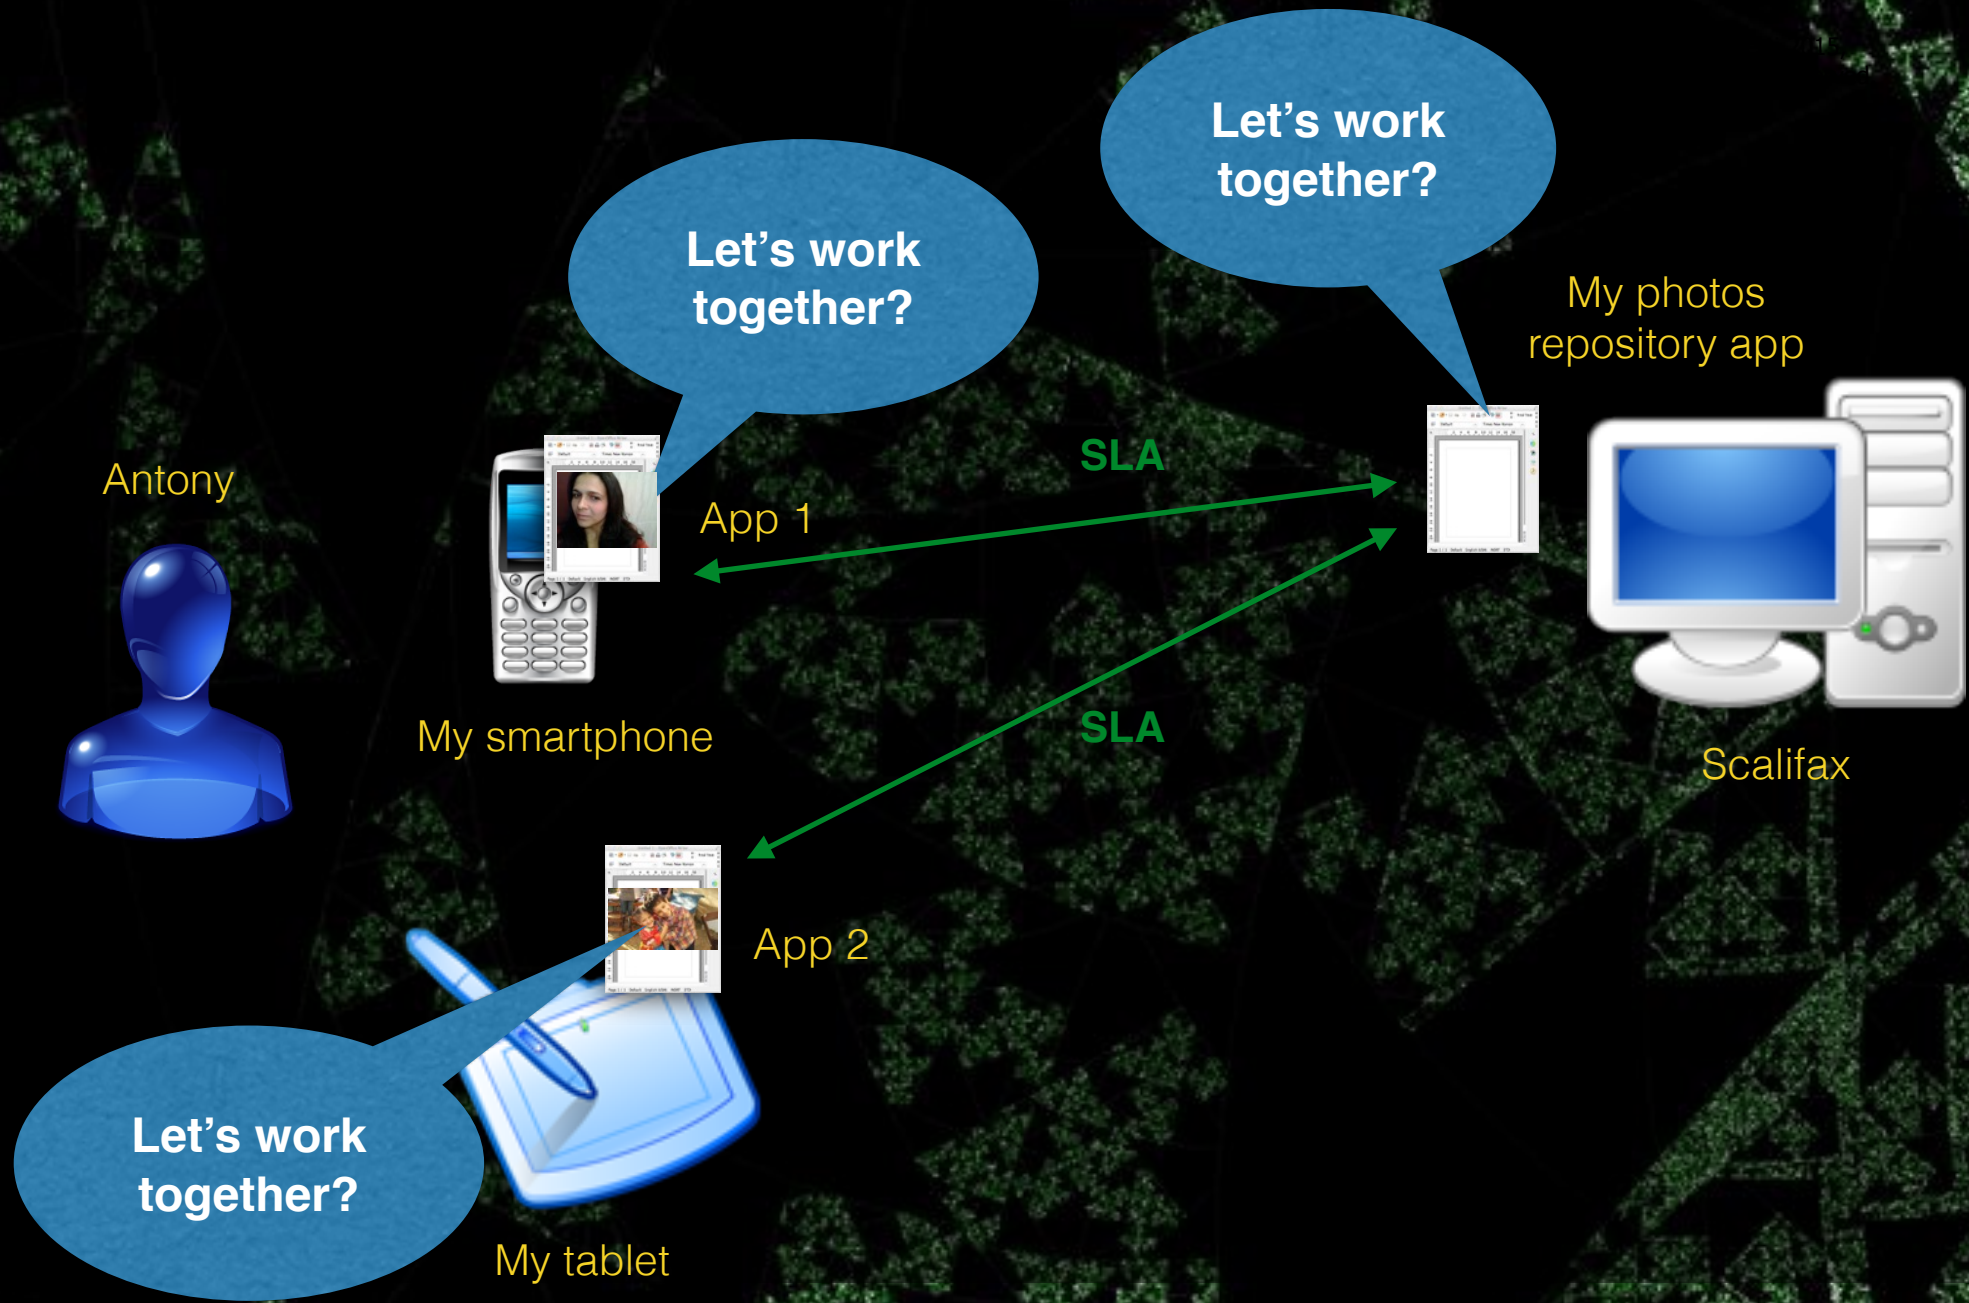 Let's work
together?
Let's work
together?
My photos
repository app
SLA
Antony
App 1
My smartphone
SLA
Scalifax
App 2
Let's work
together?
My tablet